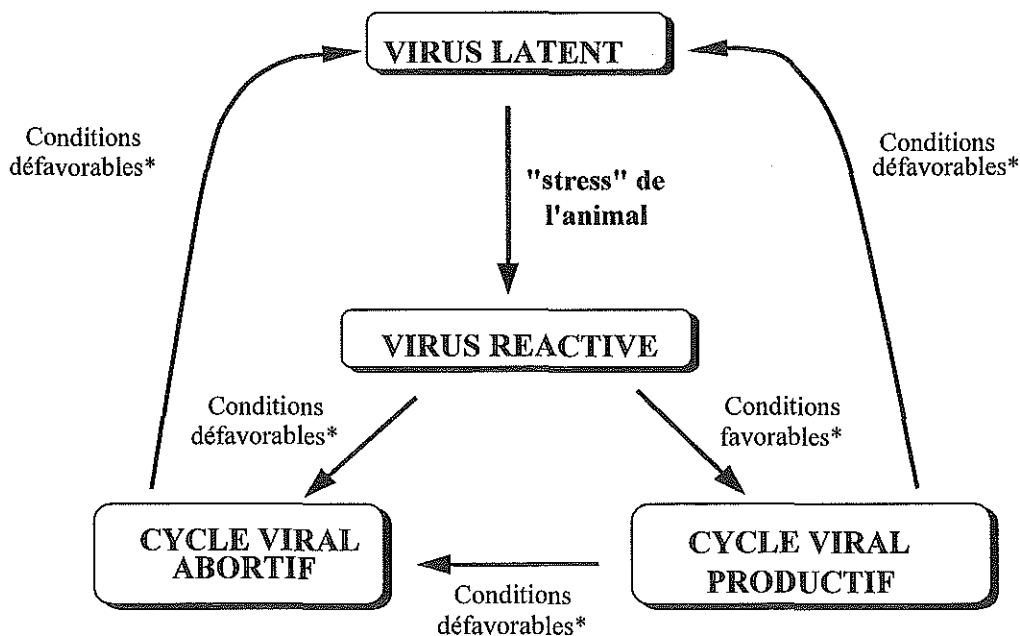 VIRUS LATENT
Conditions
défavorables*
Conditions
défavorables*
"stress" de
l'animal
VIRUS REACTIVE
Conditions
défavorables*
Conditions
favorables*
CYCLE VIRAL
ABORTIF
CYCLE VIRAL
PRODUCTIF
Conditions
défavorables*